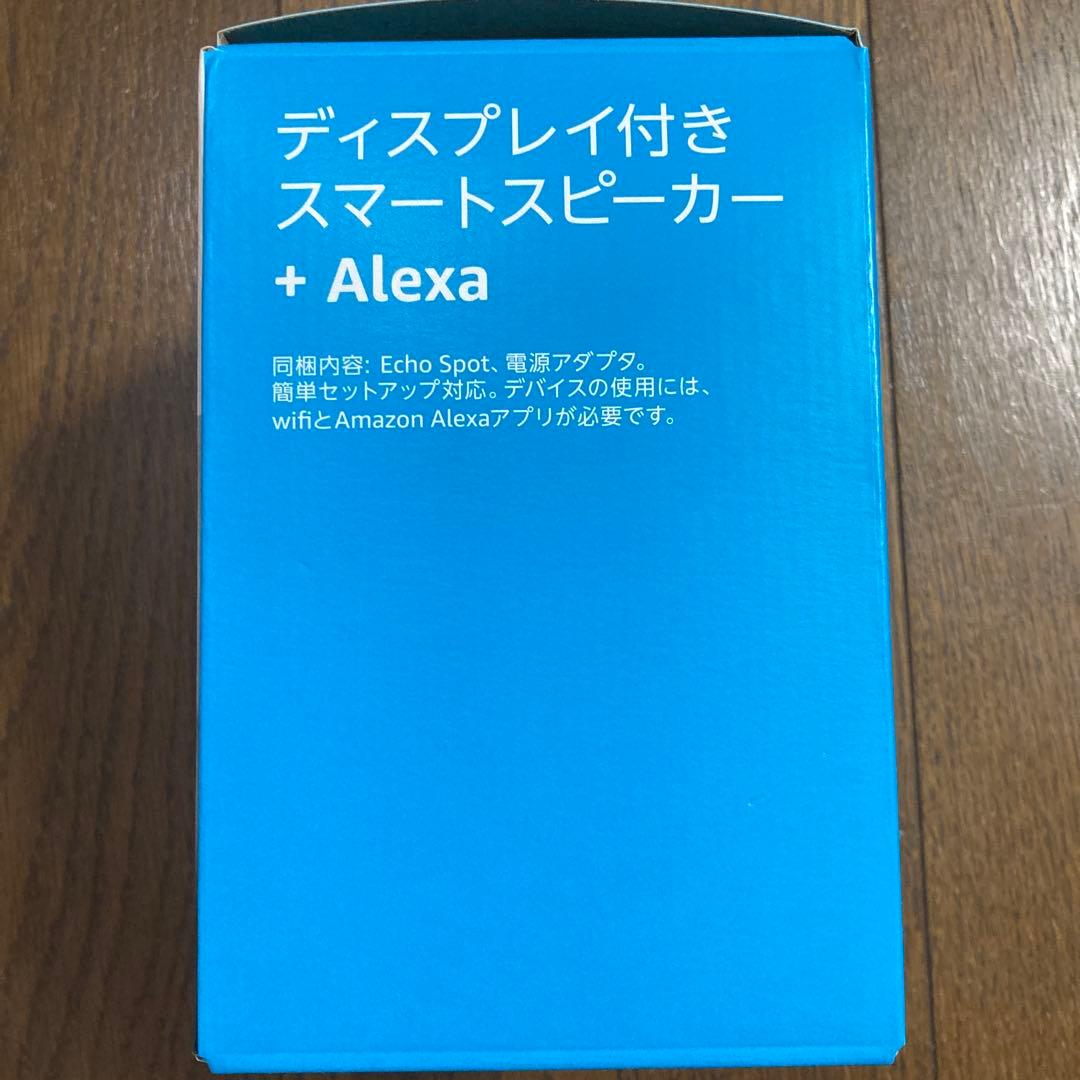 ディスプレイ付き
スマートスピーカー
+ Alexa
同梱内容: Echo Spot、電源アダプタ。
簡単セットアップ対応。デバイスの使用には、
wifiとAmazon Alexaアプリが必要です。